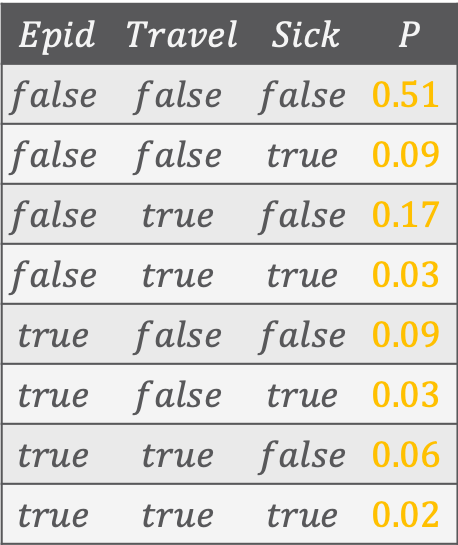 Epid Travel Sick P
false false false 0.51
false false true 0.09
false true false 0.17
false true true 0.03
true false false 0.09
true false true 0.03
true true false 0.06
true true true 0.02